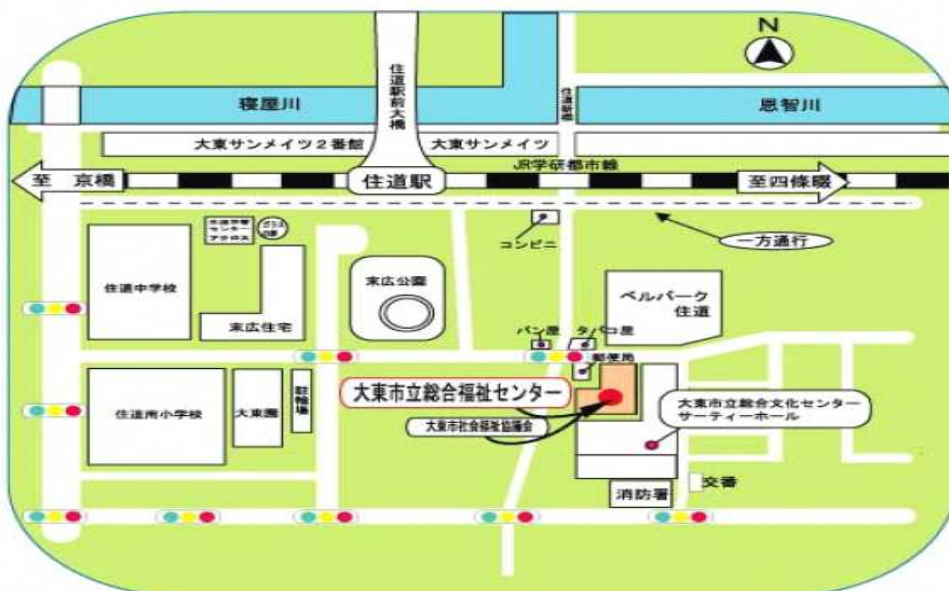 N
住道駅前大橋
住道新橋
寝屋川
恩智川
大東サンメイツ2番館
大東サンメイツ
JR学研都市線
至 京橋
住道駅
至四條畷
コンビニ
一方通行
住道中学校
末広住宅
末広公園
ベルパーク
住道
パン屋
タバコ屋
郵便局
住道南小学校
大東園
駐輪場
大東市立総合福祉センター
大東市社会福祉協議会
大東市立総合文化センター
サーティーホール
消防署
交番